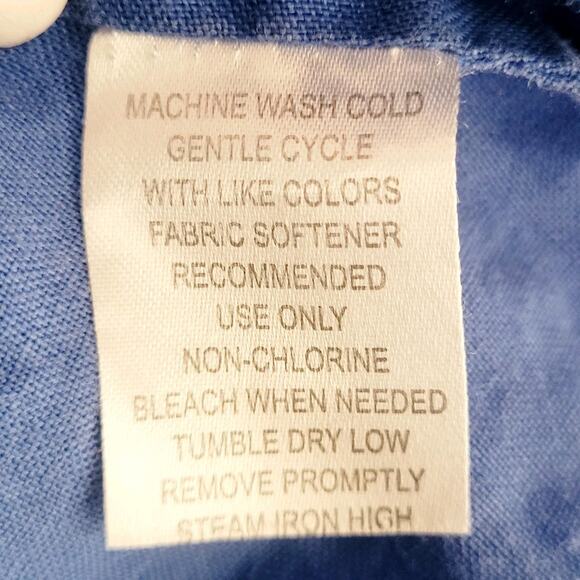 MACHINE WASH COLD
GENTLE CYCLE
WITH LIKE COLORS
FABRIC SOFTENER
RECOMMENDED
USE ONLY
NON-CHLORINE
BLEACH WHEN NEEDED
TUMBLE DRY LOW
REMOVE PROMPTLY
STEAM IRON HIGH